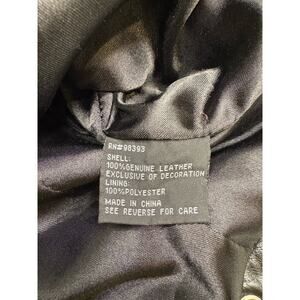 RN#98393
SHELL:
100%GENUINE LEATHER
EXCLUSIVE OF DECORATION
LINING:
100%POLYESTER
MADE IN CHINA
SEE REVERSE FOR CARE